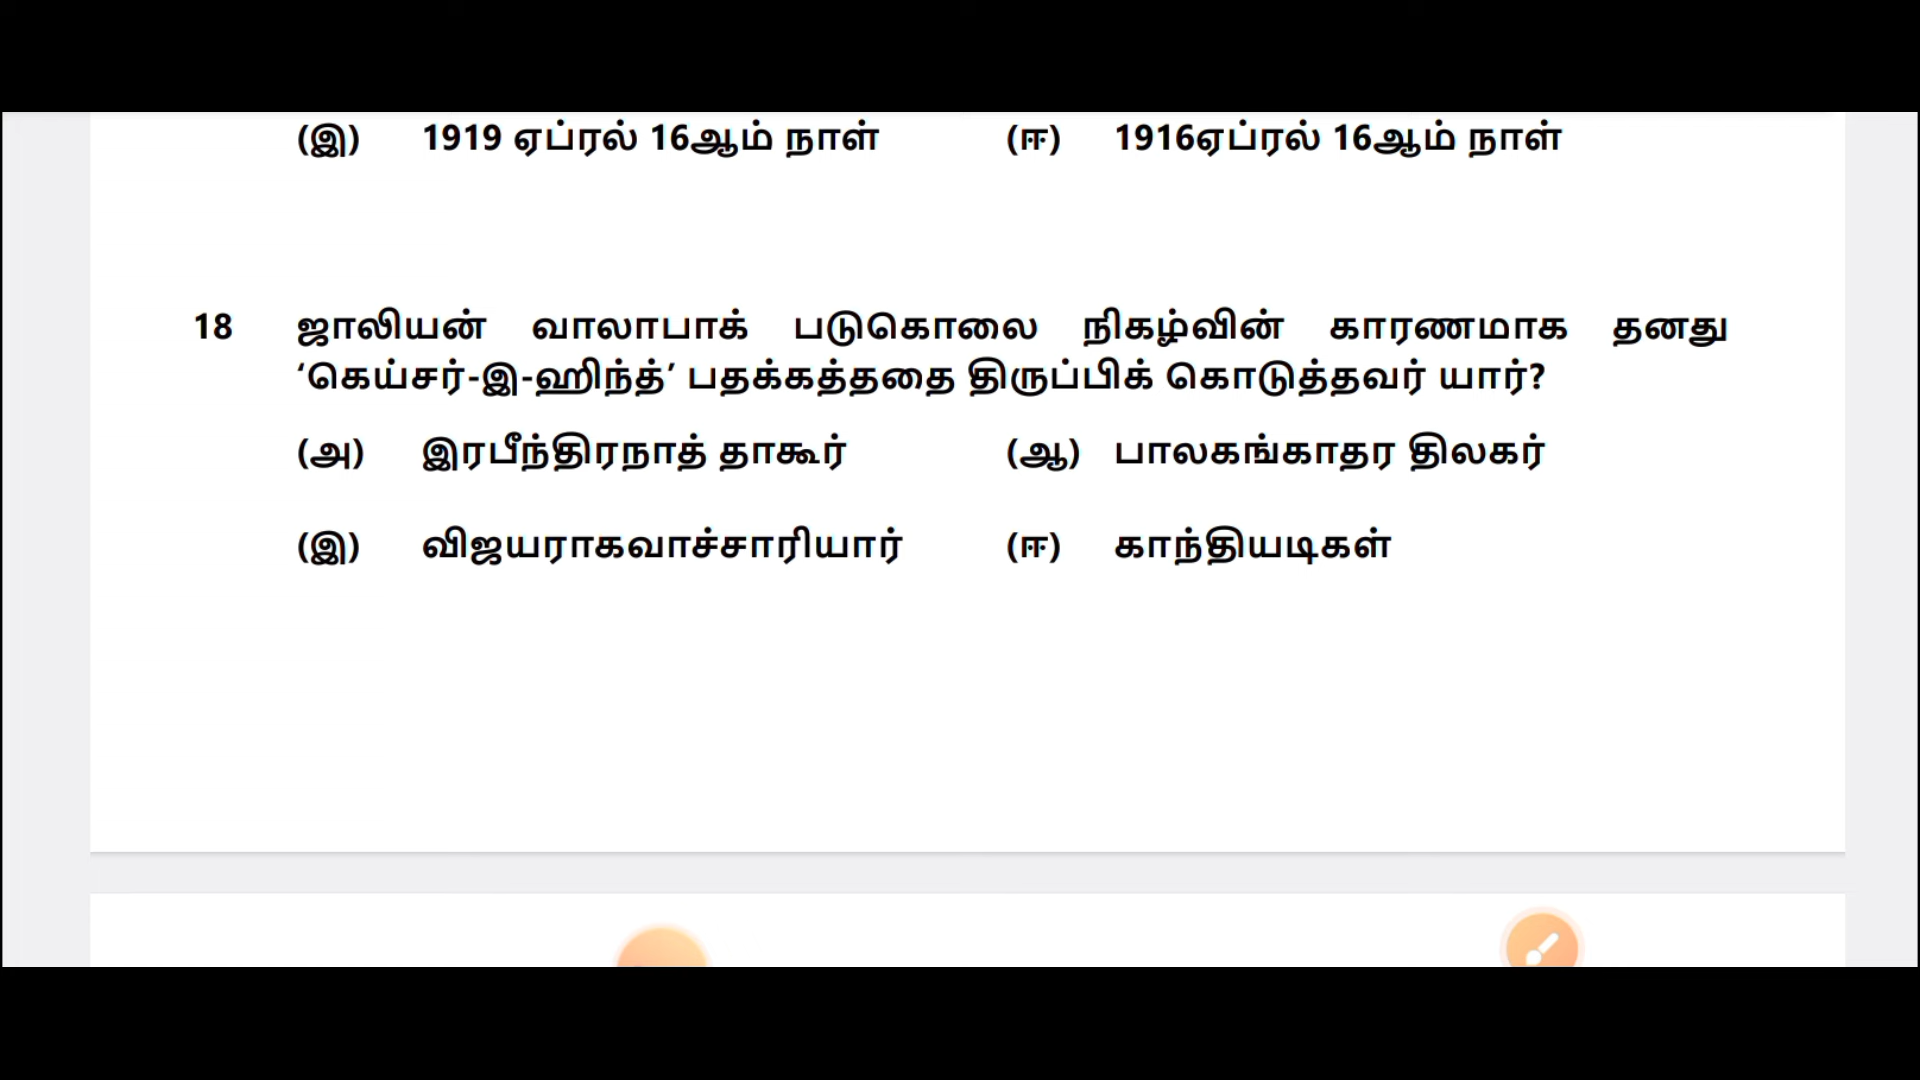 (இ) 1919 ஏப்ரல் 16ஆம் நாள் (ஈ) 1916ஏப்ரல் 16ஆம் நாள்
18 ஜாலியன் வாலாபாக் படுகொலை நிகழ்வின் காரணமாக தனது
‘கெய்சர்-இ-ஹிந்த்’ பதக்கத்ததை திருப்பிக் கொடுத்தவர் யார்?
(அ) இரபீந்திரநாத் தாகூர் (ஆ) பாலகங்காதர திலகர்
(இ) விஜயராகவாச்சாரியார் (ஈ) காந்தியடிகள்